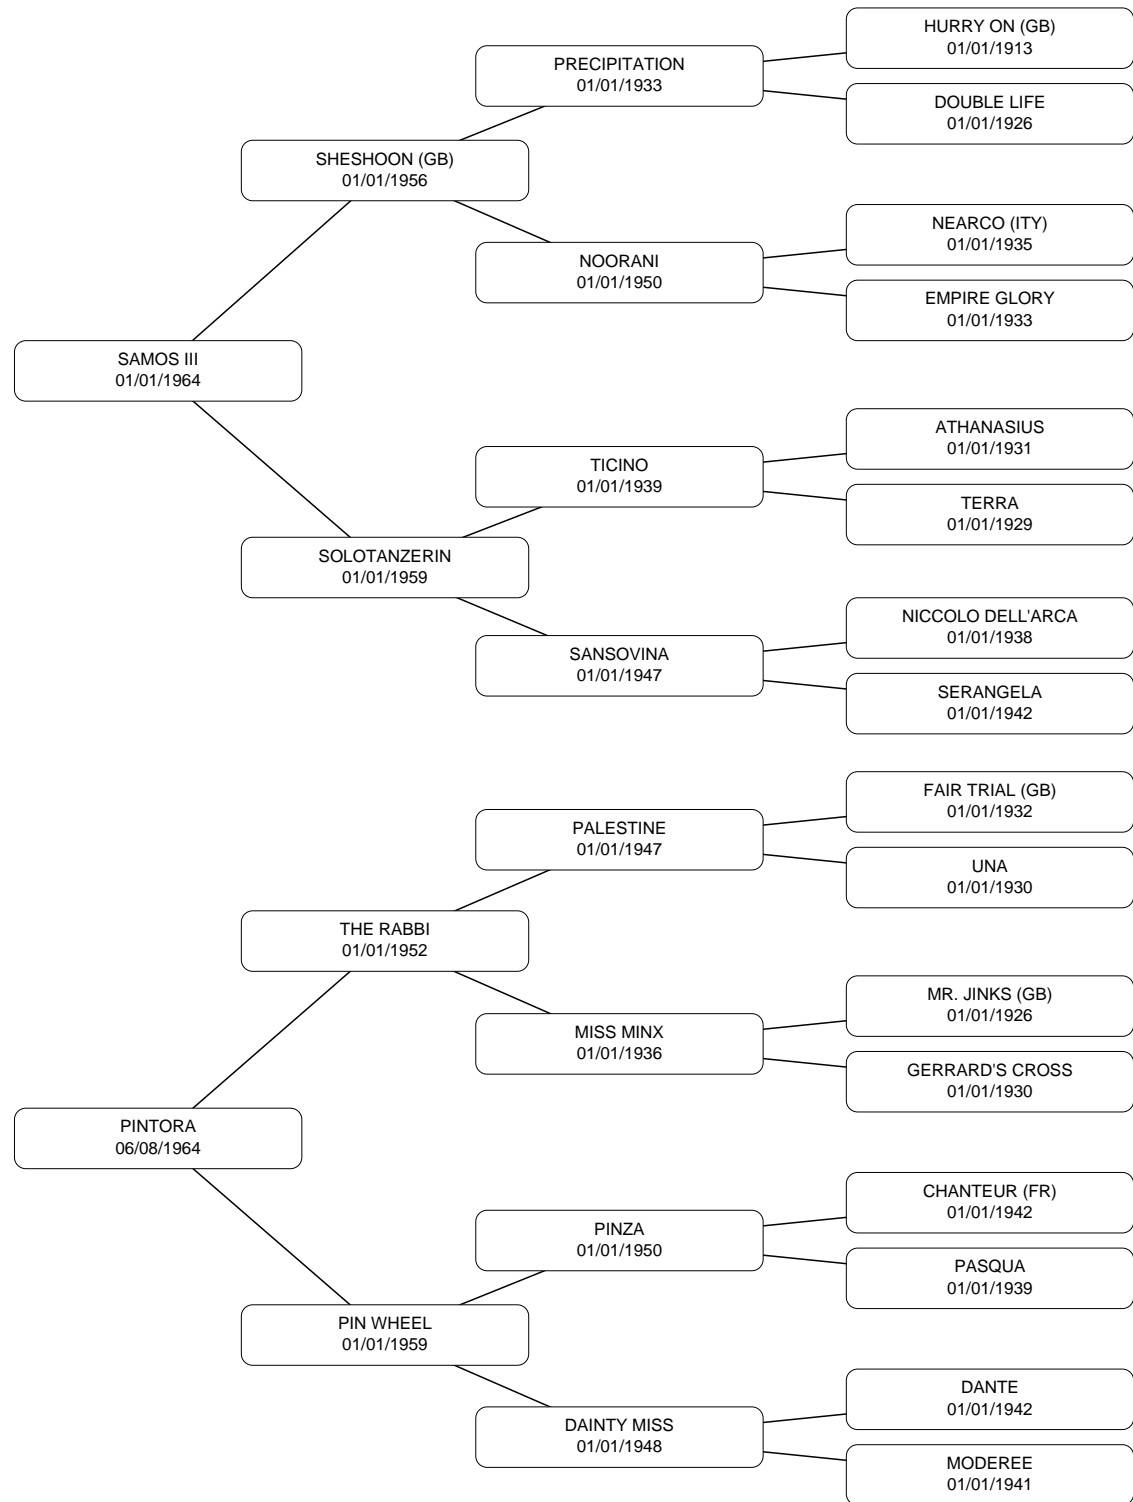 HURRY ON (GB)
01/01/1913
PRECIPITATION
01/01/1933
DOUBLE LIFE
01/01/1926
SHESHOON (GB)
01/01/1956
NEARCO (ITY)
01/01/1935
NOORANI
01/01/1950
EMPIRE GLORY
01/01/1933
SAMOS III
01/01/1964
ATHANASIUS
01/01/1931
TICINO
01/01/1939
TERRA
01/01/1929
SOLOTANZERIN
01/01/1959
NICCOLO DELL'ARCA
01/01/1938
SANSOVINA
01/01/1947
SERANGELA
01/01/1942
FAIR TRIAL (GB)
01/01/1932
PALESTINE
01/01/1947
UNA
01/01/1930
THE RABBI
01/01/1952
MR. JINKS (GB)
01/01/1926
MISS MINX
01/01/1936
GERRARD'S CROSS
01/01/1930
PINTORA
06/08/1964
CHANTEUR (FR)
01/01/1942
PINZA
01/01/1950
PASQUA
01/01/1939
PIN WHEEL
01/01/1959
DANTE
01/01/1942
DAINTY MISS
01/01/1948
MODEREE
01/01/1941